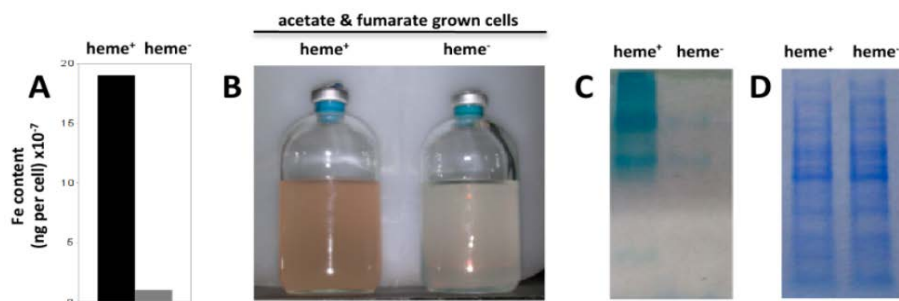 acetate & fumarate grown cells
heme⁺ heme⁻
heme⁺ heme⁻
heme⁺ heme⁻
heme⁺ heme⁻
A
B
C
D
Fe content
(ng per cell) x10⁻⁷
20
15
10
5
0